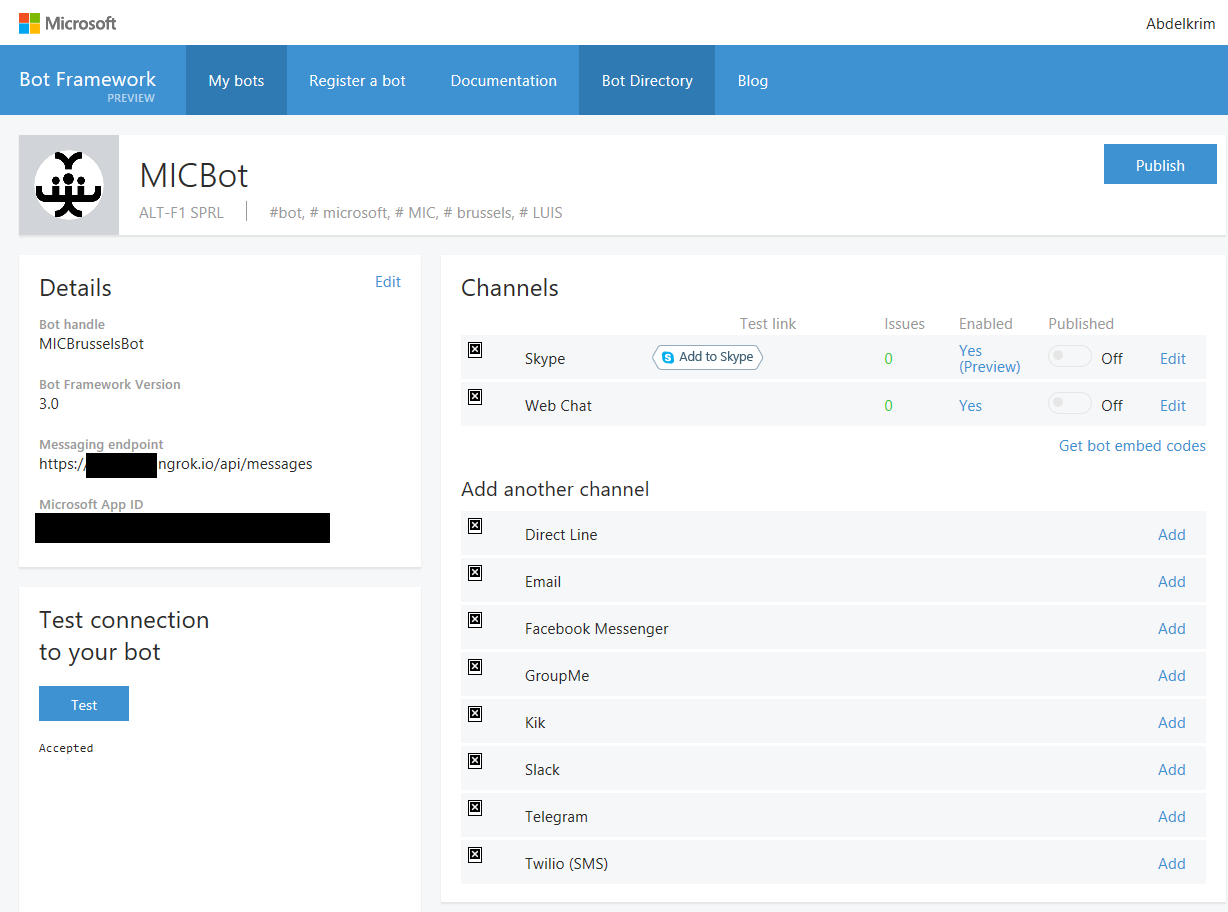 Microsoft
Abdelkrim
Bot Framework
PREVIEW
My bots
Register a bot
Documentation
Bot Directory
Blog
MICBot
Publish
ALT-F1 SPRL
#bot, # microsoft, # MIC, # brussels, # LUIS
Details
Edit
Bot handle
MICBrusselsBot
Bot Framework Version
3.0
Messaging endpoint
https:// ngrok.io/api/messages
Microsoft App ID
Test connection
to your bot
Test
Accepted
Channels
Test link Issues Enabled Published
Skype Add to Skype 0 Yes (Preview) Off Edit
Web Chat 0 Yes Off Edit
Get bot embed codes
Add another channel
Direct Line Add
Email Add
Facebook Messenger Add
GroupMe Add
Kik Add
Slack Add
Telegram Add
Twilio (SMS) Add